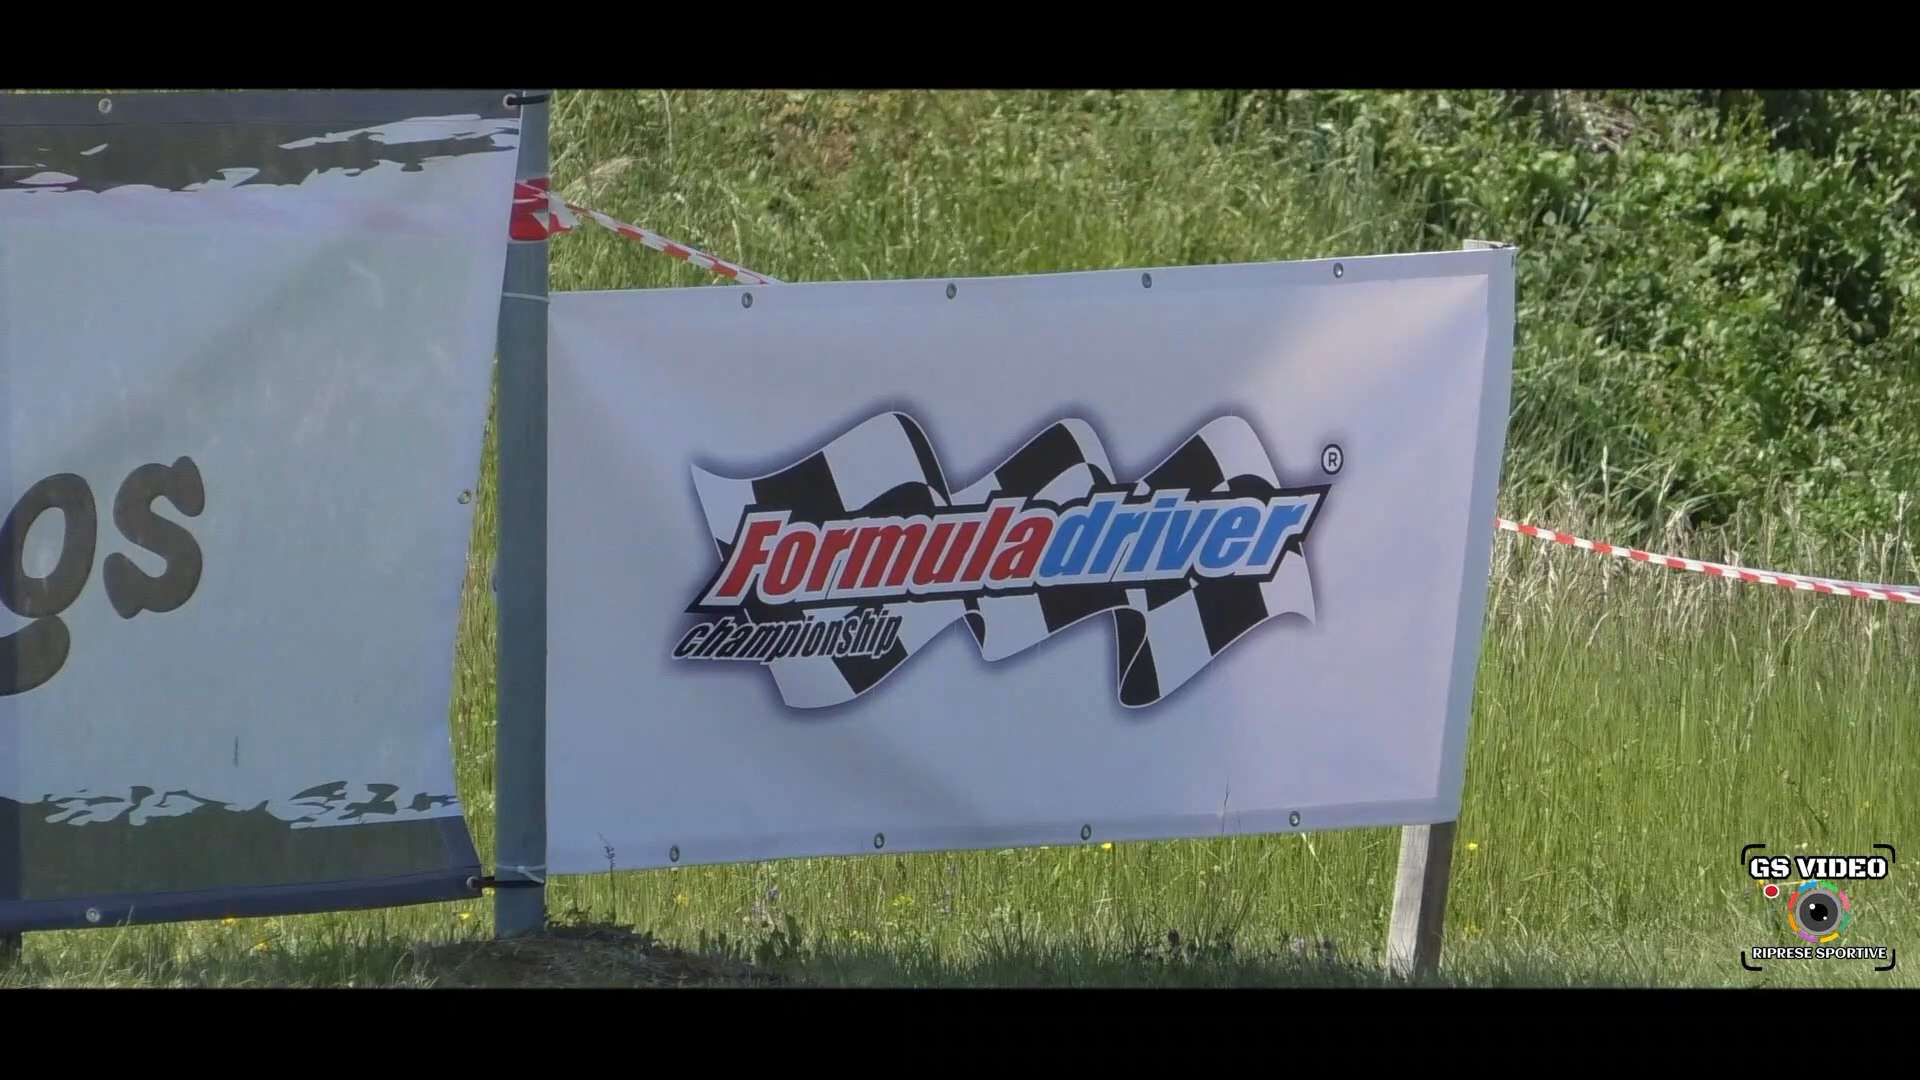 gs
Formuladriver
®
championship
GS VIDEO
RIPRESE SPORTIVE